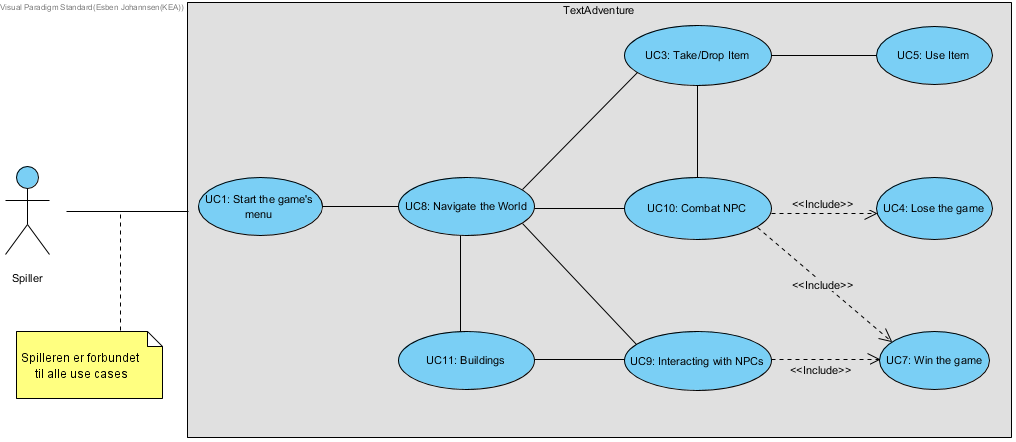 Visual Paradigm Standard(Esben Johannsen(KEA))
TextAdventure
UC3: Take/Drop Item
UC5: Use Item
UC1: Start the game's
menu
UC8: Navigate the World
UC10: Combat NPC
<<Include>>
UC4: Lose the game
Spiller
<<Include>>
Spilleren er forbundet
til alle use cases
UC11: Buildings
UC9: Interacting with NPCs
<<Include>>
UC7: Win the game